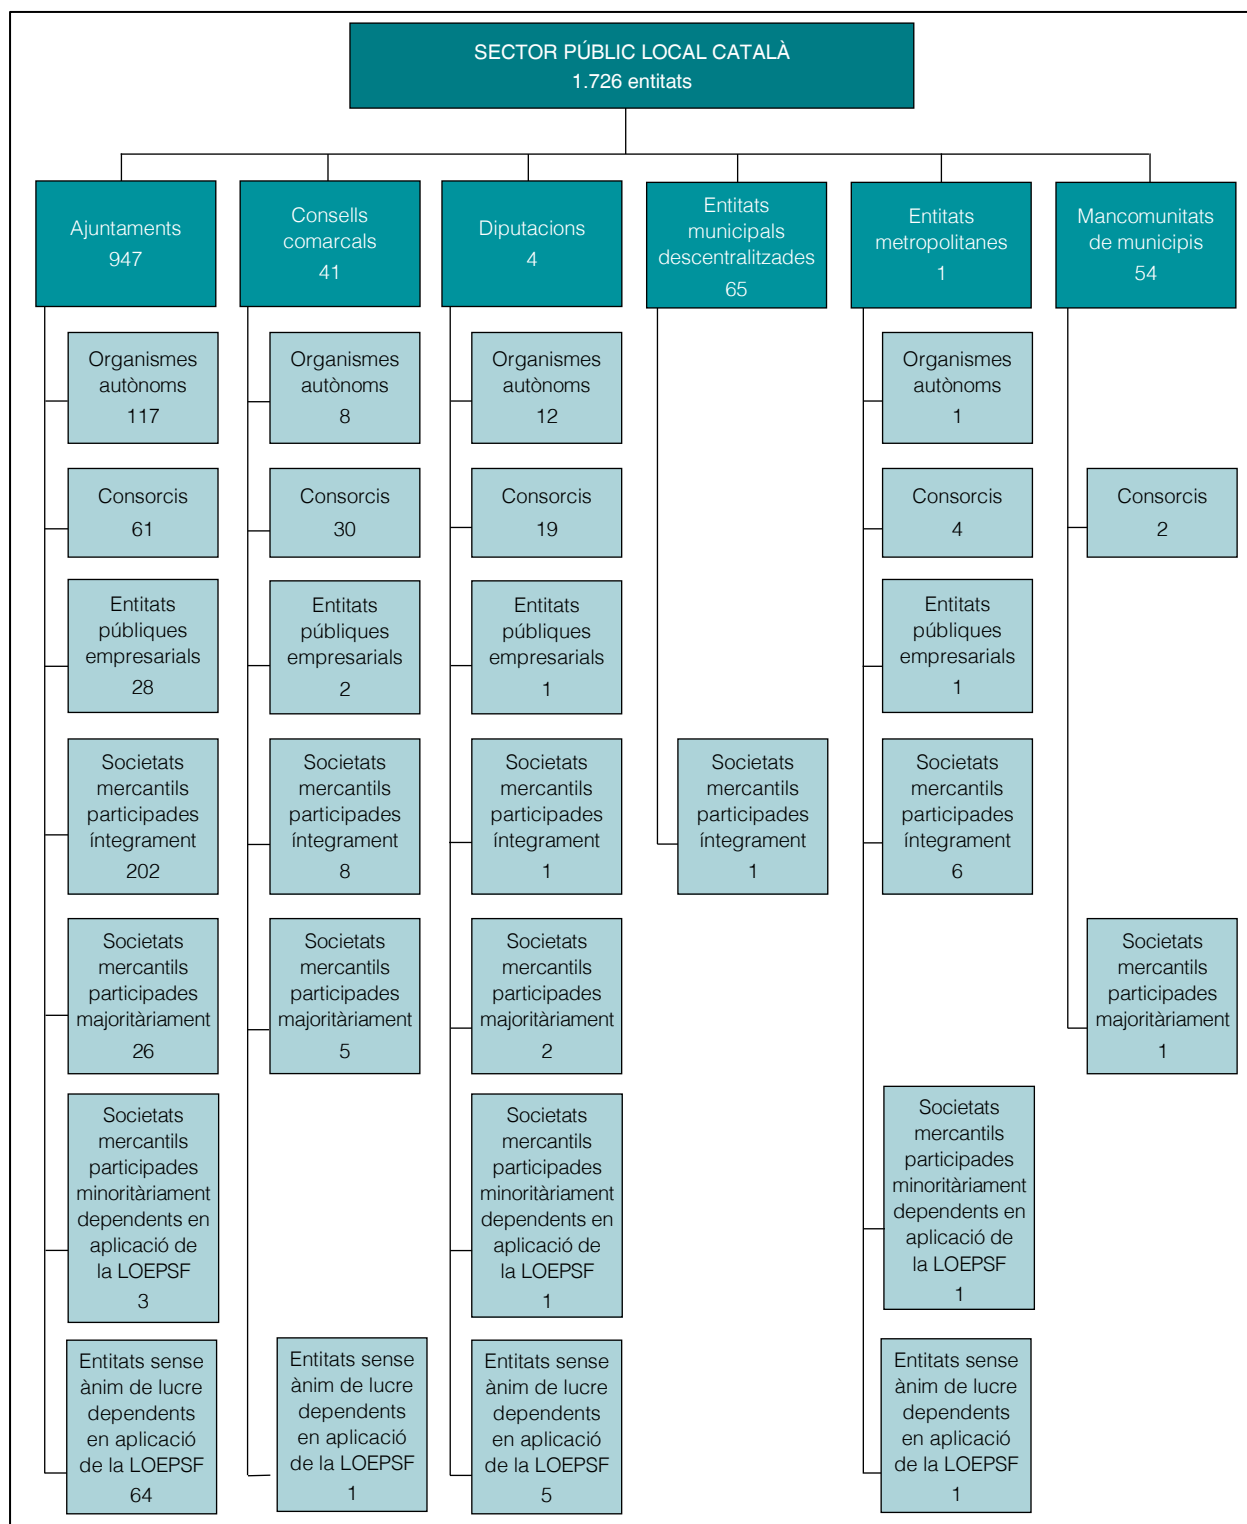 SECTOR PÚBLIC LOCAL CATALÀ
1.726 entitats
Ajuntaments
947
Consells
comarcals
41
Diputacions
4
Entitats
municipals
descentralitzades
65
Entitats
metropolitanes
1
Mancomunitats
de municipis
54
Organismes
autònoms
117
Organismes
autònoms
8
Organismes
autònoms
12
Organismes
autònoms
1
Consorcis
61
Consorcis
30
Consorcis
19
Consorcis
4
Consorcis
2
Entitats
públiques
empresarials
28
Entitats
públiques
empresarials
2
Entitats
públiques
empresarials
1
Entitats
públiques
empresarials
1
Societats
mercantils
participades
íntegrament
202
Societats
mercantils
participades
íntegrament
8
Societats
mercantils
participades
íntegrament
1
Societats
mercantils
participades
íntegrament
1
Societats
mercantils
participades
íntegrament
6
Societats
mercantils
participades
majoritàriament
26
Societats
mercantils
participades
majoritàriament
5
Societats
mercantils
participades
majoritàriament
2
Societats
mercantils
participades
majoritàriament
1
Societats
mercantils
participades
minoritàriament
dependents en
aplicació de
la LOEPSF
3
Societats
mercantils
participades
minoritàriament
dependents en
aplicació de
la LOEPSF
1
Societats
mercantils
participades
minoritàriament
dependents en
aplicació de
la LOEPSF
1
Entitats sense
ànim de lucre
dependents
en aplicació
de la LOEPSF
64
Entitats sense
ànim de lucre
dependents
en aplicació
de la LOEPSF
1
Entitats sense
ànim de lucre
dependents
en aplicació
de la LOEPSF
5
Entitats sense
ànim de lucre
dependents
en aplicació
de la LOEPSF
1